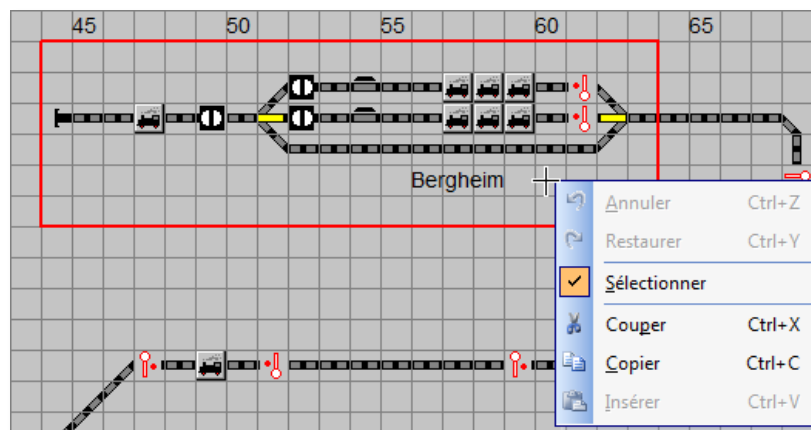 45 50 55 60 65
Bergheim
Annuler Ctrl+Z
Restaurer Ctrl+Y
Sélectionner
Couper Ctrl+X
Copier Ctrl+C
Insérer Ctrl+V